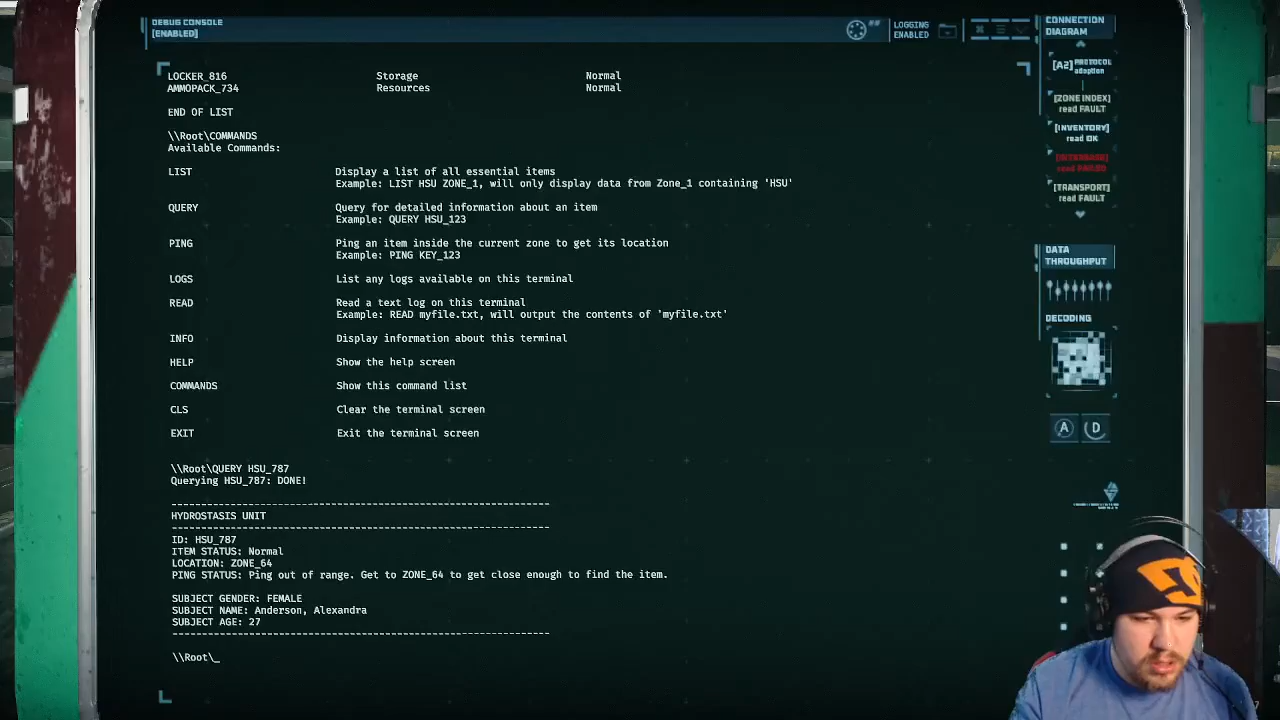 DEBUG CONSOLE
[ENABLED]
LOGGING
ENABLED
CONNECTION
DIAGRAM
LOCKER_816 Storage Normal
AMMOPACK_734 Resources Normal
END OF LIST
\\Root\COMMANDS
Available Commands:
LIST Display a list of all essential items
Example: LIST HSU ZONE_1, will only display data from Zone_1 containing 'HSU'
QUERY Query for detailed information about an item
Example: QUERY HSU_123
PING Ping an item inside the current zone to get its location
Example: PING KEY_123
LOGS List any logs available on this terminal
READ Read a text log on this terminal
Example: READ myfile.txt, will output the contents of 'myfile.txt'
INFO Display information about this terminal
HELP Show the help screen
COMMANDS Show this command list
CLS Clear the terminal screen
EXIT Exit the terminal screen
\\Root\QUERY HSU_787
Querying HSU_787: DONE!
HYDROSTASIS UNIT
ID: HSU_787
ITEM STATUS: Normal
LOCATION: ZONE_64
PING STATUS: Ping out of range. Get to ZONE_64 to get close enough to find the item.
SUBJECT GENDER: FEMALE
SUBJECT NAME: Anderson, Alexandra
SUBJECT AGE: 27
\\Root\_
[A2] PROTOCOL
adaption
[ZONE INDEX]
read FAULT
[INVENTORY]
read OK
read FAILED
[TRANSPORT]
read FAULT
DATA
THROUGHPUT
DECODING
A D